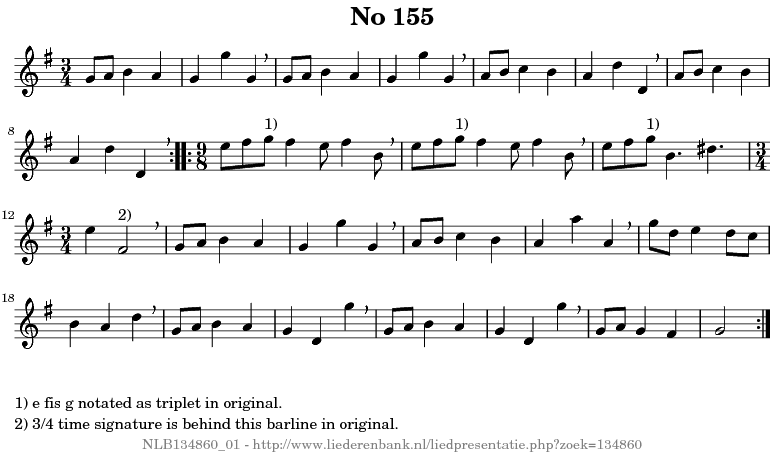 No 155
1) 1) 1)
8
2)
12
18
1) e fis g notated as triplet in original.
2) 3/4 time signature is behind this barline in original.
NLB134860_01 - http://www.liederenbank.nl/liedpresentatie.php?zoek=134860